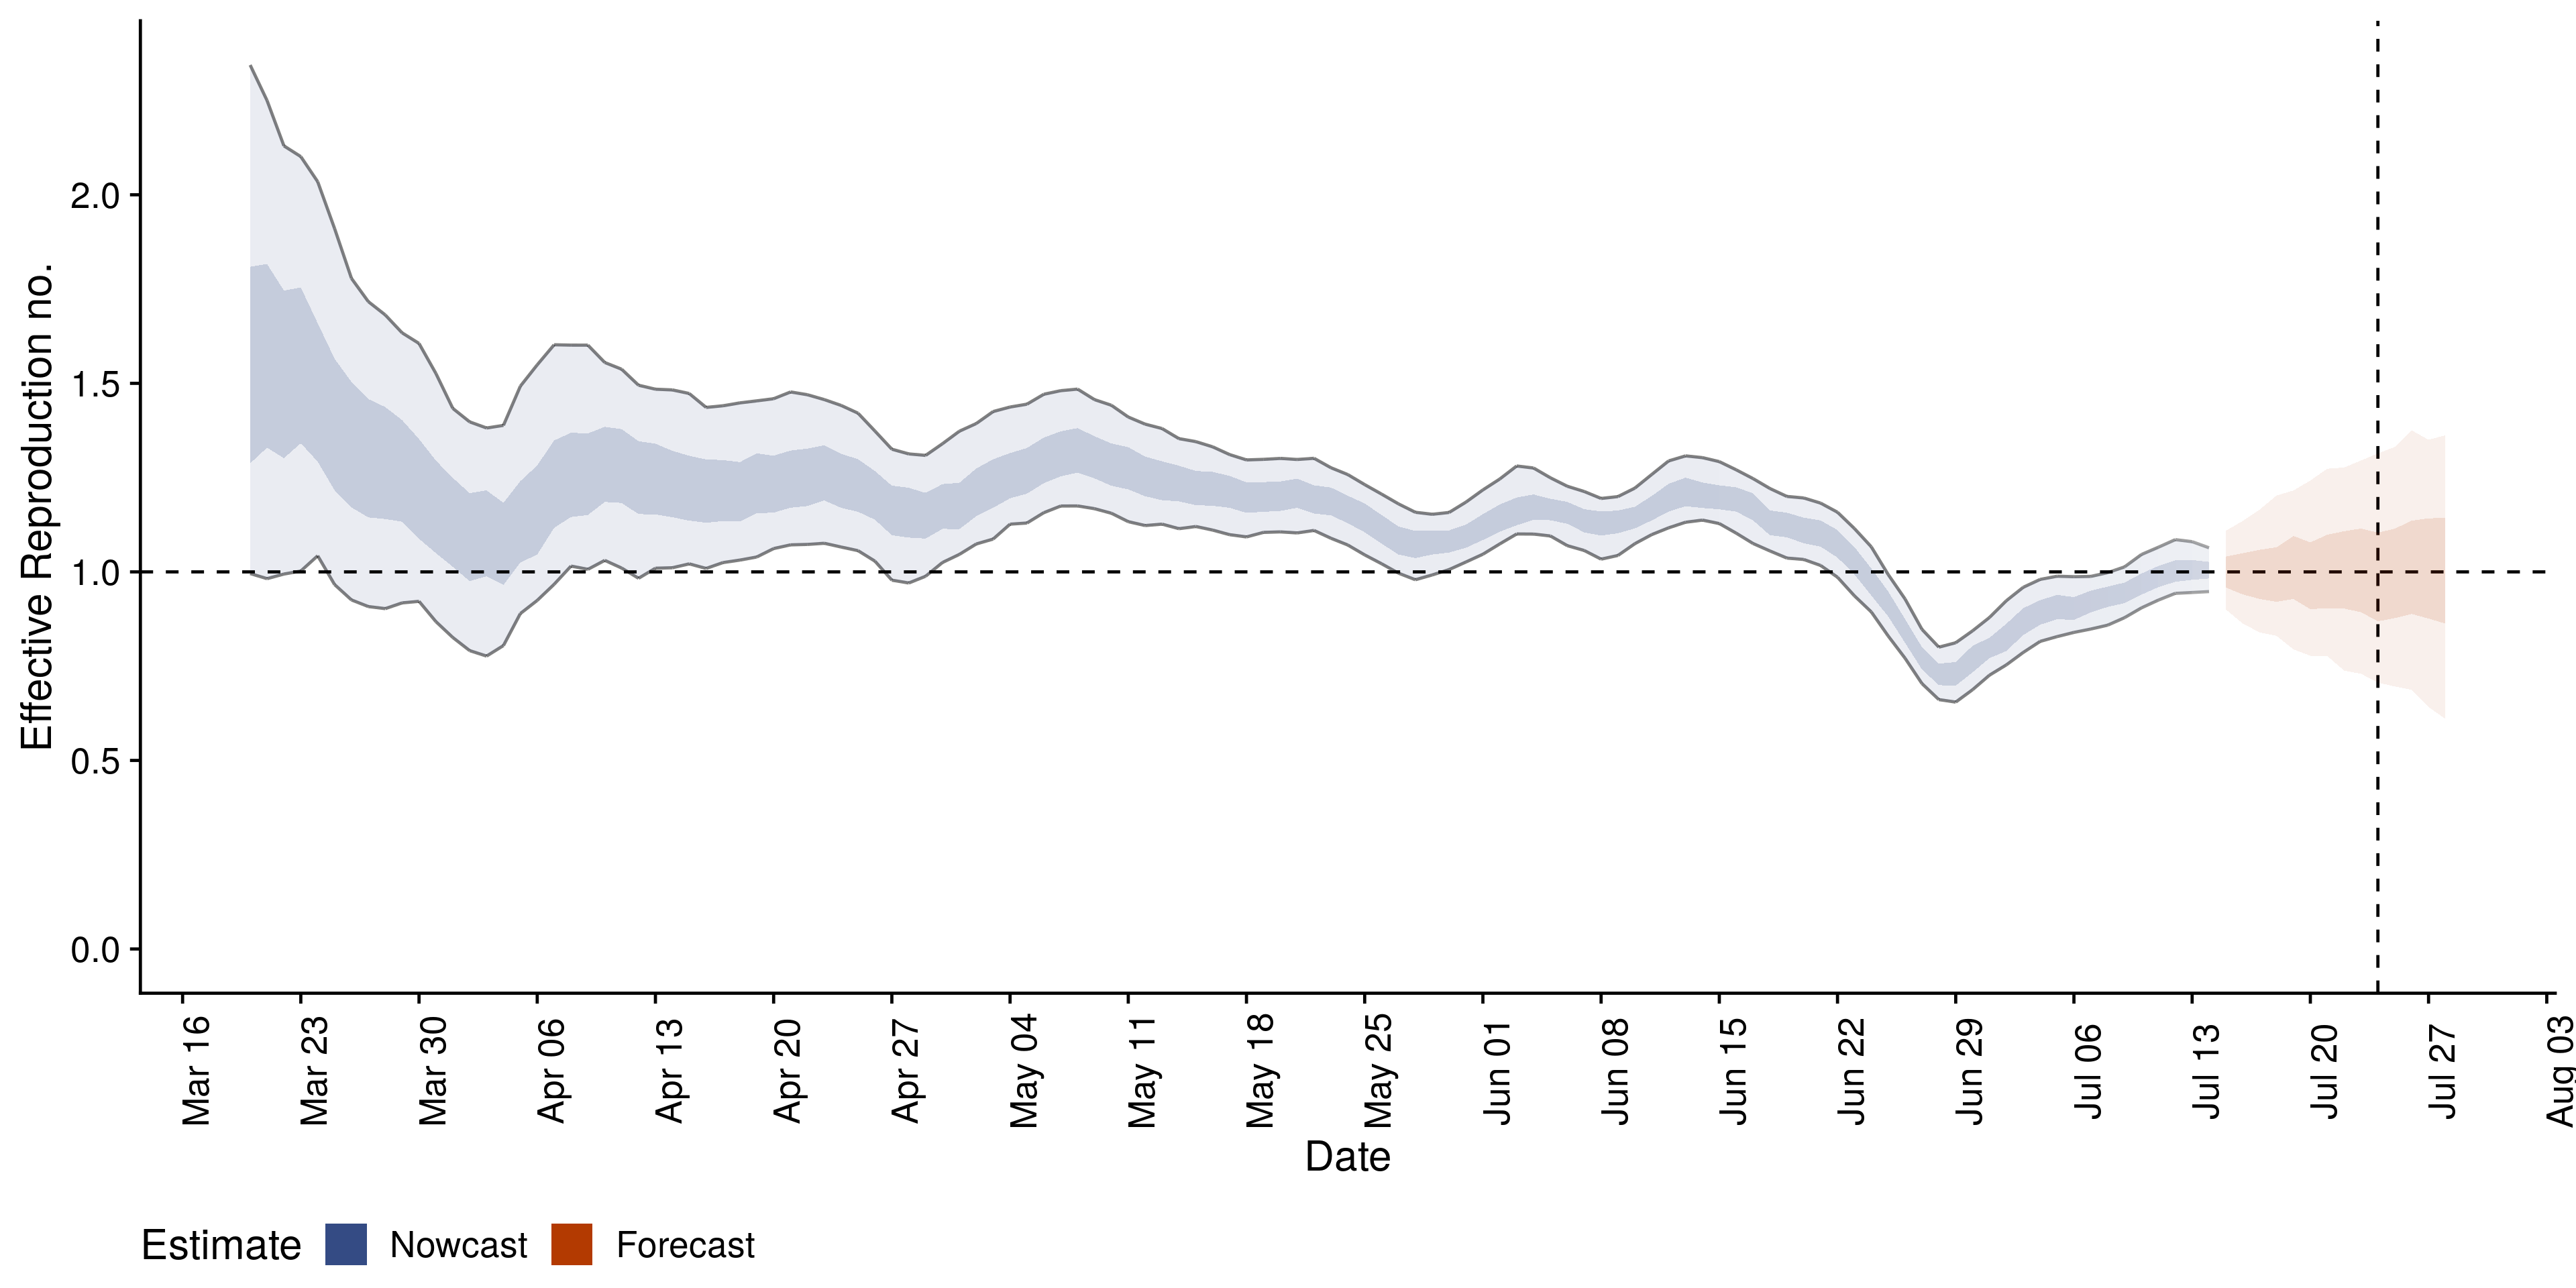 Effective Reproduction no.
2.0
1.5
1.0
0.5
0.0
Mar 16
Mar 23
Mar 30
Apr 06
Apr 13
Apr 20
Apr 27
May 04
May 11
May 18
May 25
Jun 01
Jun 08
Jun 15
Jun 22
Jun 29
Jul 06
Jul 13
Jul 20
Jul 27
Aug 03
Date
Estimate Nowcast Forecast